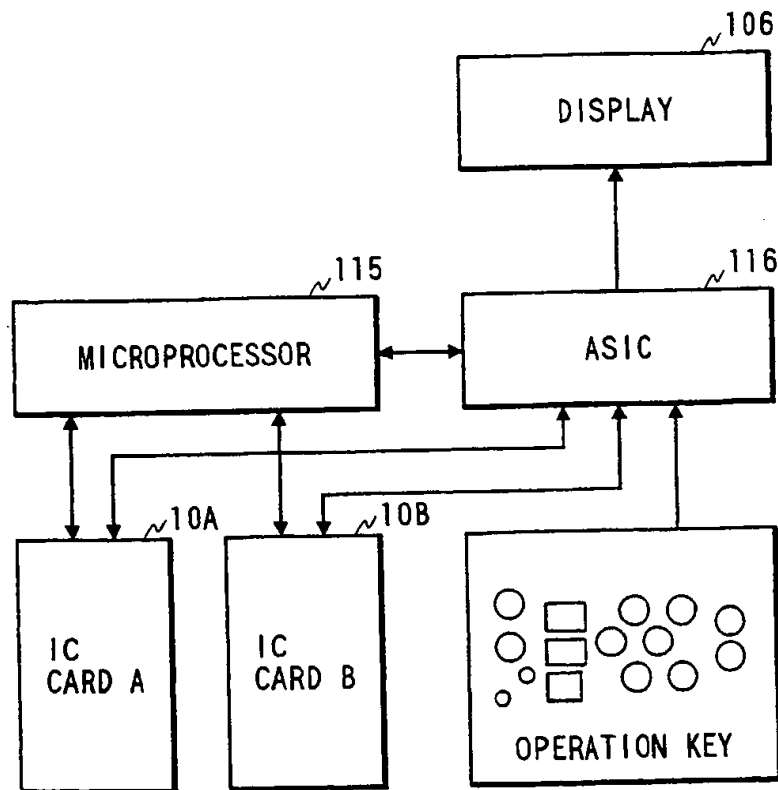 106
DISPLAY
115
116
MICROPROCESSOR
ASIC
10A
10B
IC
CARD A
IC
CARD B
OPERATION KEY